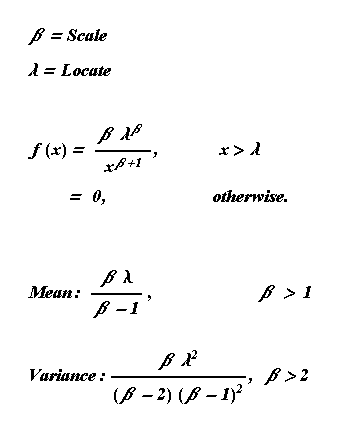 β = Scale
λ = Locate
f (x) = β λ^β / x^(β+1), x > λ
= 0, otherwise.
Mean : β λ / (β − 1), β > 1
Variance : β λ² / ((β − 2) (β − 1)²), β > 2